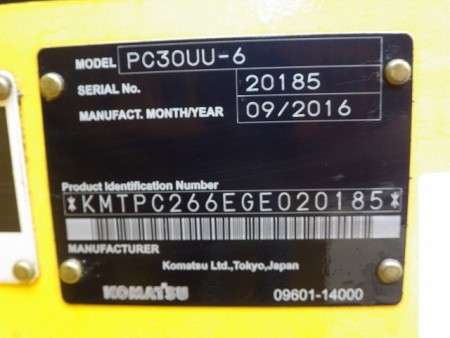 MODEL PC30UU-6
SERIAL No. 20185
MANUFACT. MONTH/YEAR 09/2016
Product Identification Number
*KMTPC266EGE020185*
MANUFACTURER
Komatsu Ltd.,Tokyo,Japan
KOMATSU 09601-14000